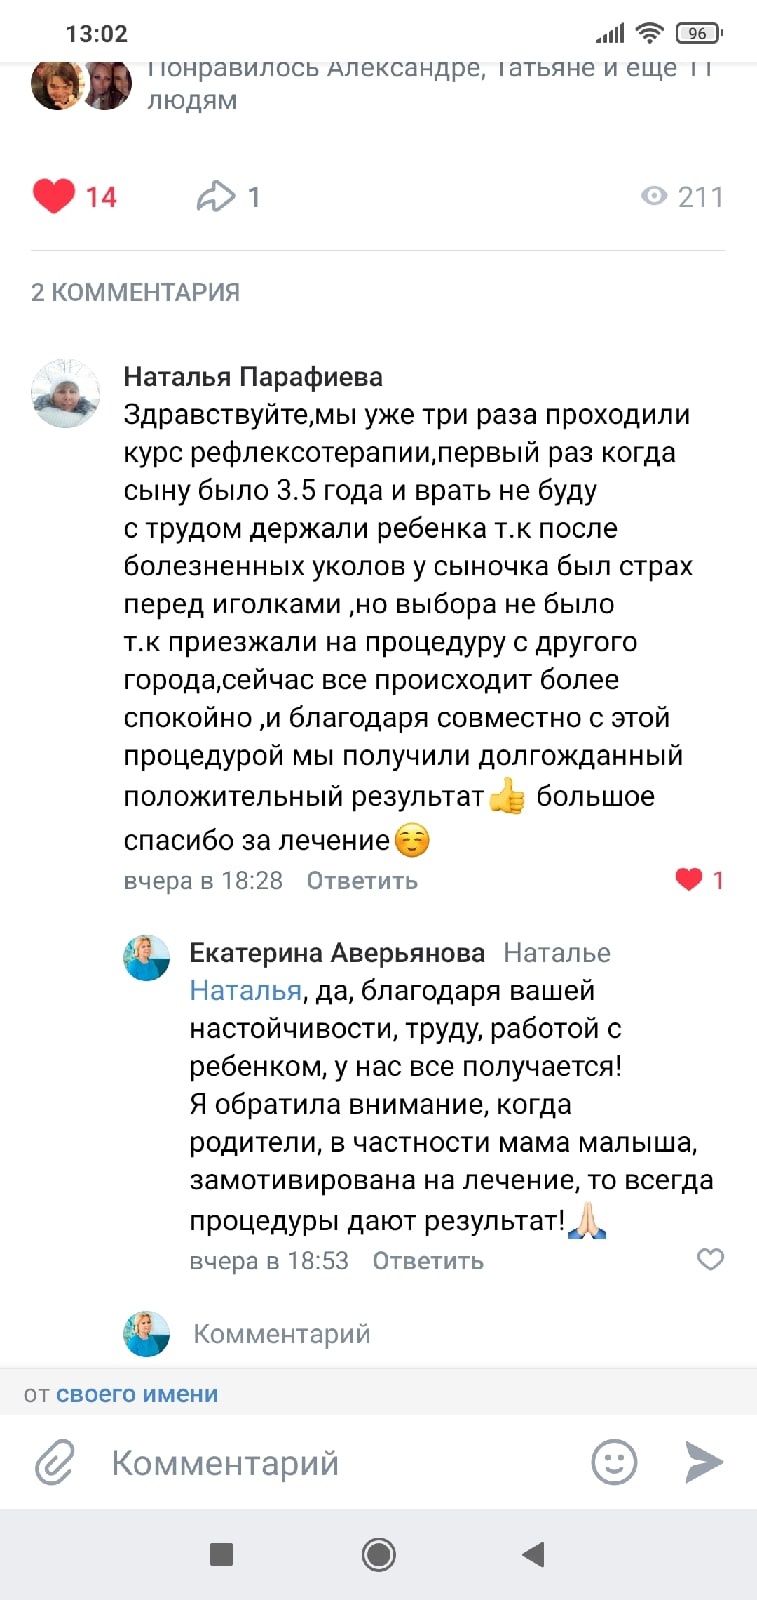 13:02
96
Понравилось Александре, Татьяне и ещё 11
людям
14
1
211
2 КОММЕНТАРИЯ
Наталья Парафиева
Здравствуйте,мы уже три раза проходили
курс рефлексотерапии,первый раз когда
сыну было 3.5 года и врать не буду
с трудом держали ребенка т.к после
болезненных уколов у сыночка был страх
перед иголками ,но выбора не было
т.к приезжали на процедуру с другого
города,сейчас все происходит более
спокойно ,и благодаря совместно с этой
процедурой мы получили долгожданный
положительный результат👍 большое
спасибо за лечение☺️
вчера в 18:28 Ответить
1
Екатерина Аверьянова Наталье
Наталья, да, благодаря вашей
настойчивости, труду, работой с
ребенком, у нас все получается!
Я обратила внимание, когда
родители, в частности мама малыша,
замотивирована на лечение, то всегда
процедуры дают результат!🙏🏻
вчера в 18:53 Ответить
Комментарий
от своего имени
Комментарий